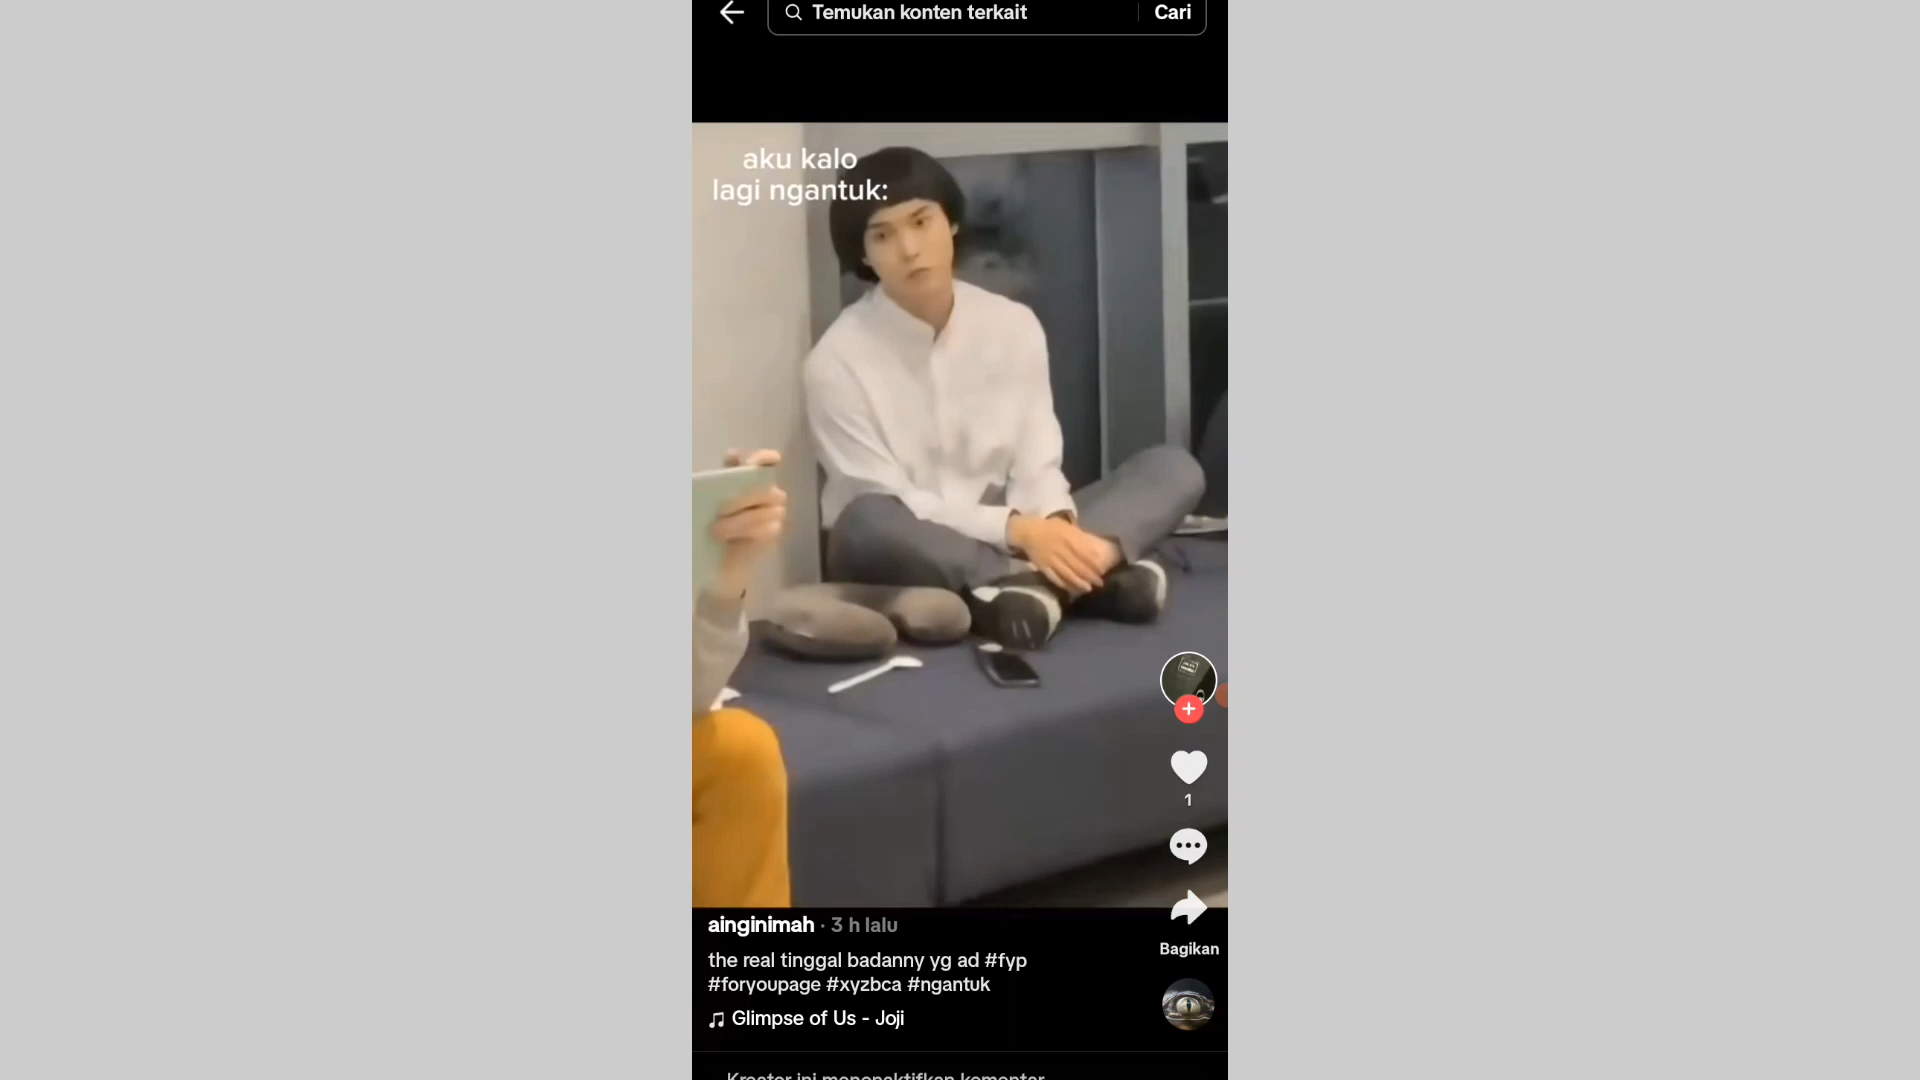 Temukan konten terkait
Cari
aku kalo
lagi ngantuk:
1
Bagikan
ainginimah · 3 h lalu
the real tinggal badanny yg ad #fyp
#foryoupage #xyzbca #ngantuk
Glimpse of Us - Joji
Kreator ini menonaktifkan komentar